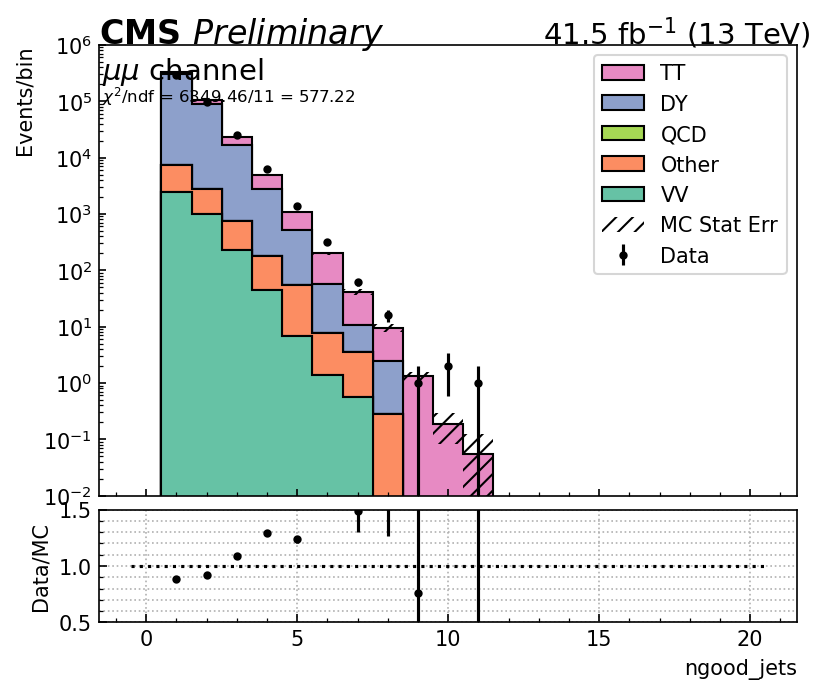 CMS Preliminary 41.5 fb⁻¹ (13 TeV)
μμ channel
χ²/ndf = 6349.46/11 = 577.22
Events/bin
10⁶
10⁵
10⁴
10³
10²
10¹
10⁰
10⁻¹
10⁻²
TT
DY
QCD
Other
VV
MC Stat Err
Data
Data/MC
1.5
1.0
0.5
0 5 10 15 20
ngood_jets